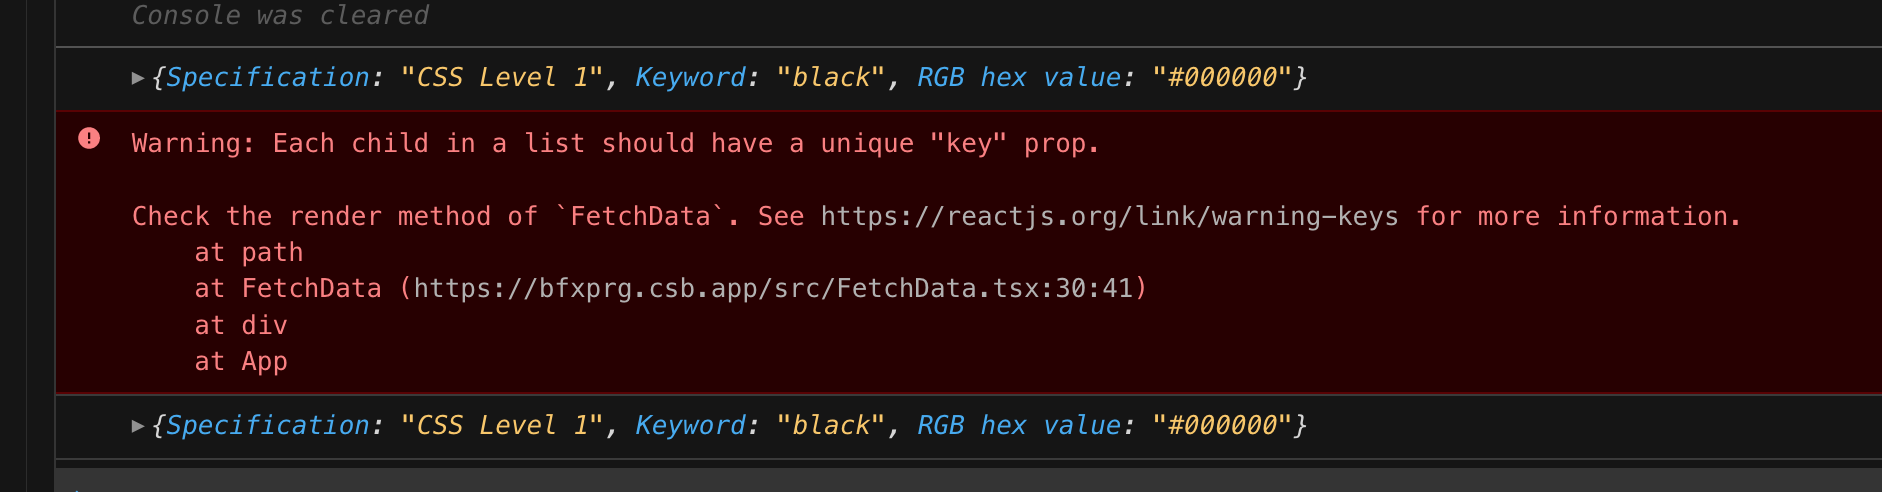 Console was cleared
▶{Specification: "CSS Level 1", Keyword: "black", RGB hex value: "#000000"}
Warning: Each child in a list should have a unique "key" prop.
Check the render method of `FetchData`. See https://reactjs.org/link/warning-keys for more information.
at path
at FetchData (https://bfxprg.csb.app/src/FetchData.tsx:30:41)
at div
at App
▶{Specification: "CSS Level 1", Keyword: "black", RGB hex value: "#000000"}